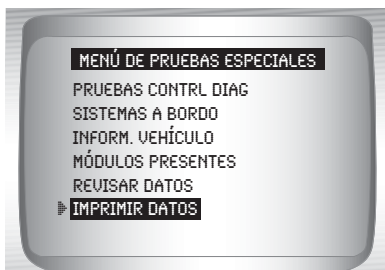 MENÚ DE PRUEBAS ESPECIALES
PRUEBAS CONTRL DIAG
SISTEMAS A BORDO
INFORM. VEHÍCULO
MÓDULOS PRESENTES
REVISAR DATOS
IMPRIMIR DATOS